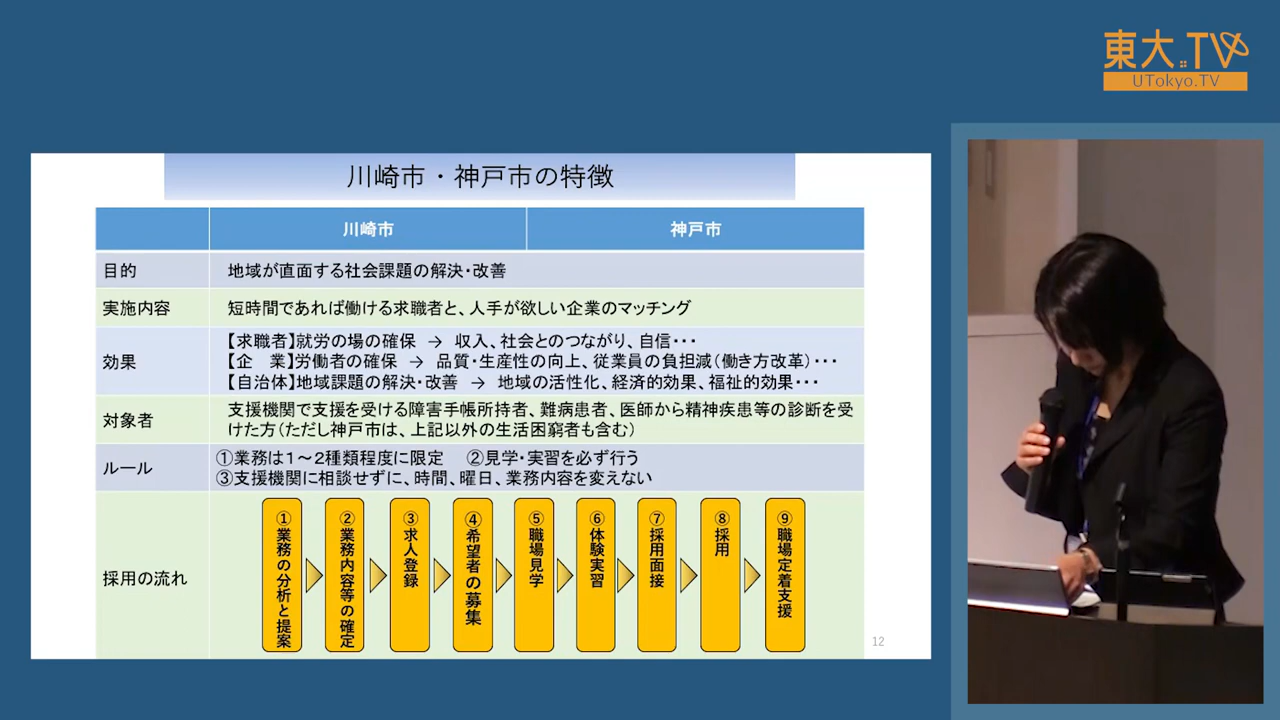 東大.TV
UTokyo.TV
川崎市・神戸市の特徴
川崎市 神戸市
目的 地域が直面する社会課題の解決・改善
実施内容 短時間であれば働ける求職者と、人手が欲しい企業のマッチング
効果
【求職者】就労の場の確保 → 収入、社会とのつながり、自信・・・
【企　業】労働者の確保 → 品質・生産性の向上、従業員の負担減（働き方改革）・・・
【自治体】地域課題の解決・改善 → 地域の活性化、経済的効果、福祉的効果・・・
対象者
支援機関で支援を受ける障害手帳所持者、難病患者、医師から精神疾患等の診断を受
けた方（ただし神戸市は、上記以外の生活困窮者も含む）
ルール
①業務は１～２種類程度に限定　②見学・実習を必ず行う
③支援機関に相談せずに、時間、曜日、業務内容を変えない
採用の流れ
①業務の分析と提案
②業務内容等の確定
③求人登録
④希望者の募集
⑤職場見学
⑥体験実習
⑦採用面接
⑧採用
⑨職場定着支援
12